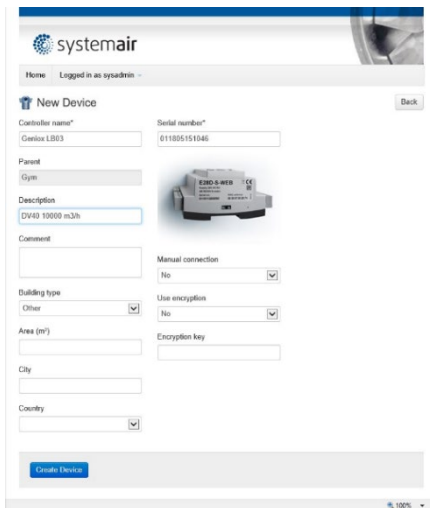 systemair
Home Logged in as sysadmin
New Device
Back
Controller name*
Geniox LB03
Serial number*
011805151046
Parent
Gym
Description
DV40 10000 m3/h
E28D-S-WEB
Comment
Manual connection
No
Building type
Other
Use encryption
No
Area (m²)
Encryption key
City
Country
Create Device
100%